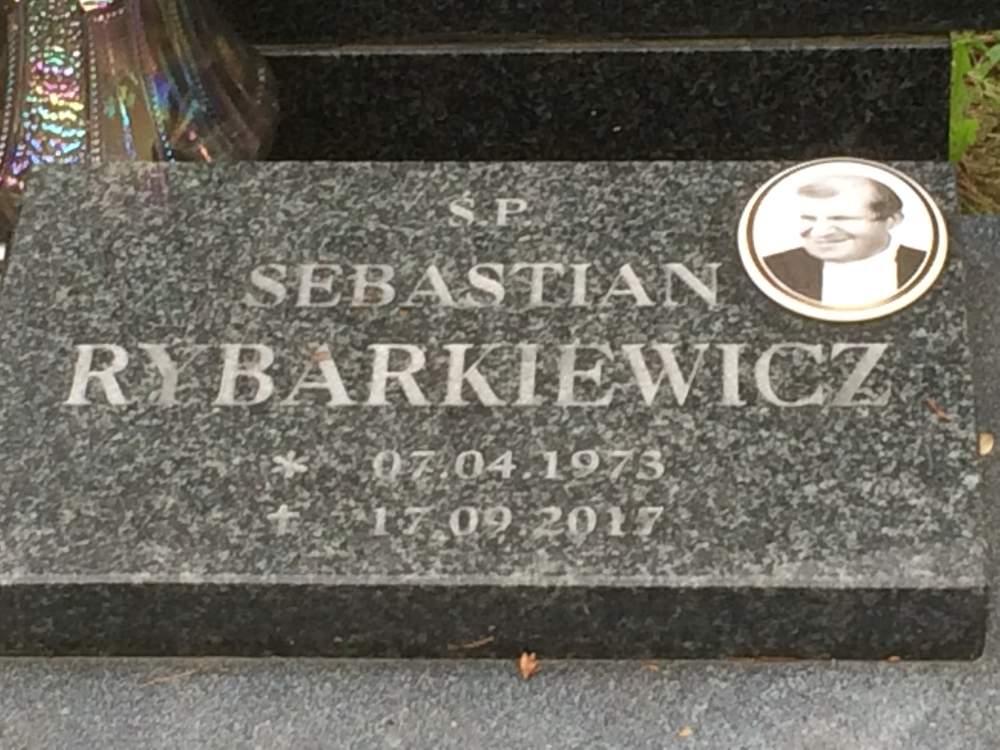 Ś.P.
SEBASTIAN
RYBARKIEWICZ
* 07.04.1973
† 17.09.2017